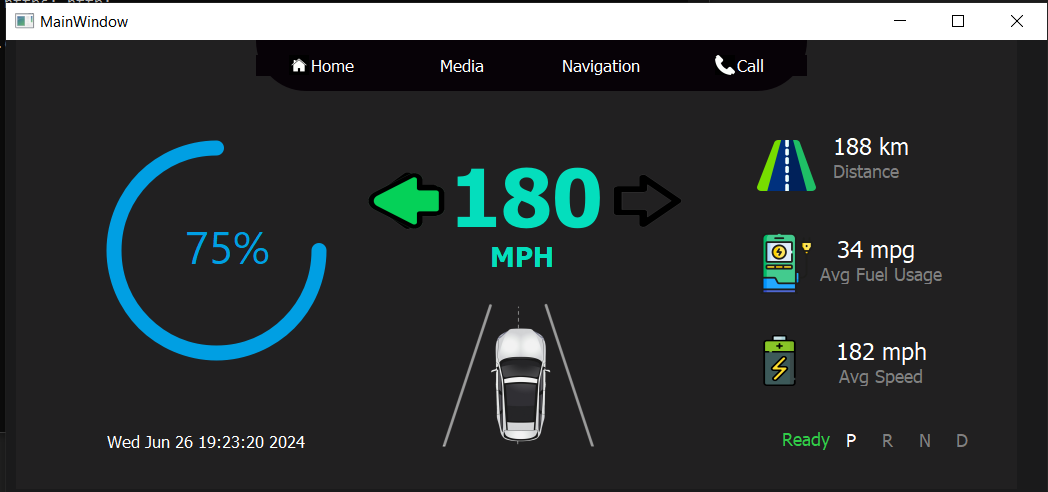 MainWindow
Home Media Navigation Call
75%
180
MPH
188 km
Distance
34 mpg
Avg Fuel Usage
182 mph
Avg Speed
Wed Jun 26 19:23:20 2024
Ready P R N D